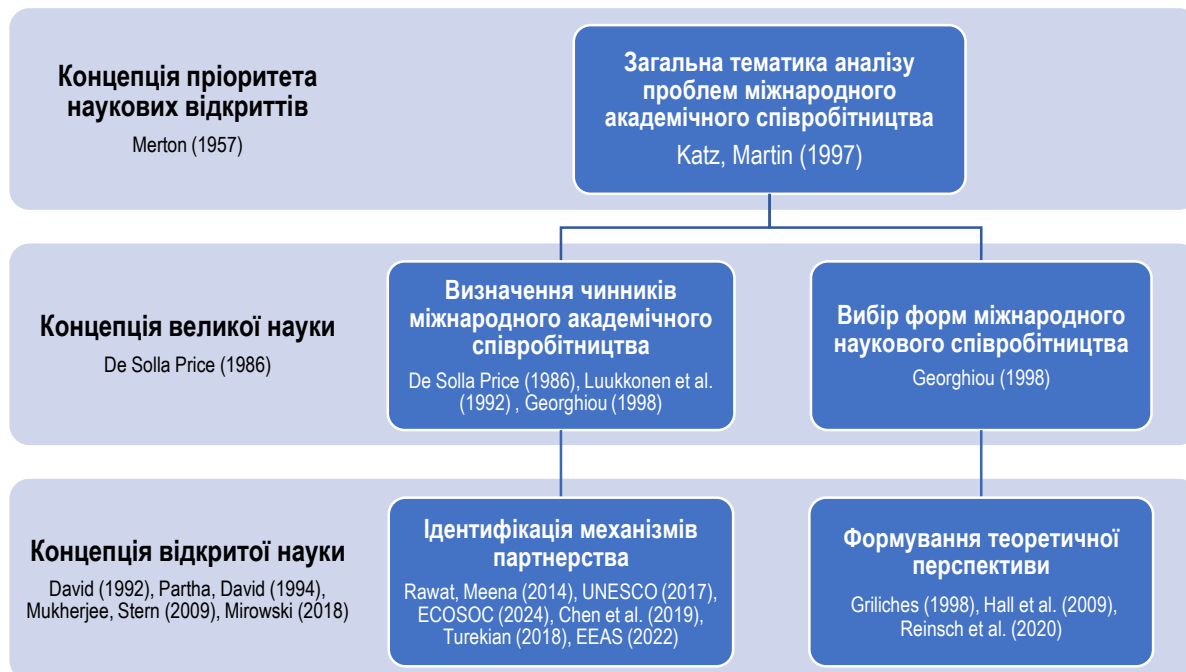 Концепція пріоритета
наукових відкриттів
Merton (1957)
Загальна тематика аналізу
проблем міжнародного
академічного співробітництва
Katz, Martin (1997)
Концепція великої науки
De Solla Price (1986)
Визначення чинників
міжнародного академічного
співробітництва
De Solla Price (1986), Luukkonen et al.
(1992) , Georghiou (1998)
Вибір форм міжнародного
наукового співробітництва
Georghiou (1998)
Концепція відкритої науки
David (1992), Partha, David (1994),
Mukherjee, Stern (2009), Mirowski (2018)
Ідентифікація механізмів
партнерства
Rawat, Meena (2014), UNESCO (2017),
ECOSOC (2024), Chen et al. (2019),
Turekian (2018), EEAS (2022)
Формування теоретичної
перспективи
Griliches (1998), Hall et al. (2009),
Reinsch et al. (2020)